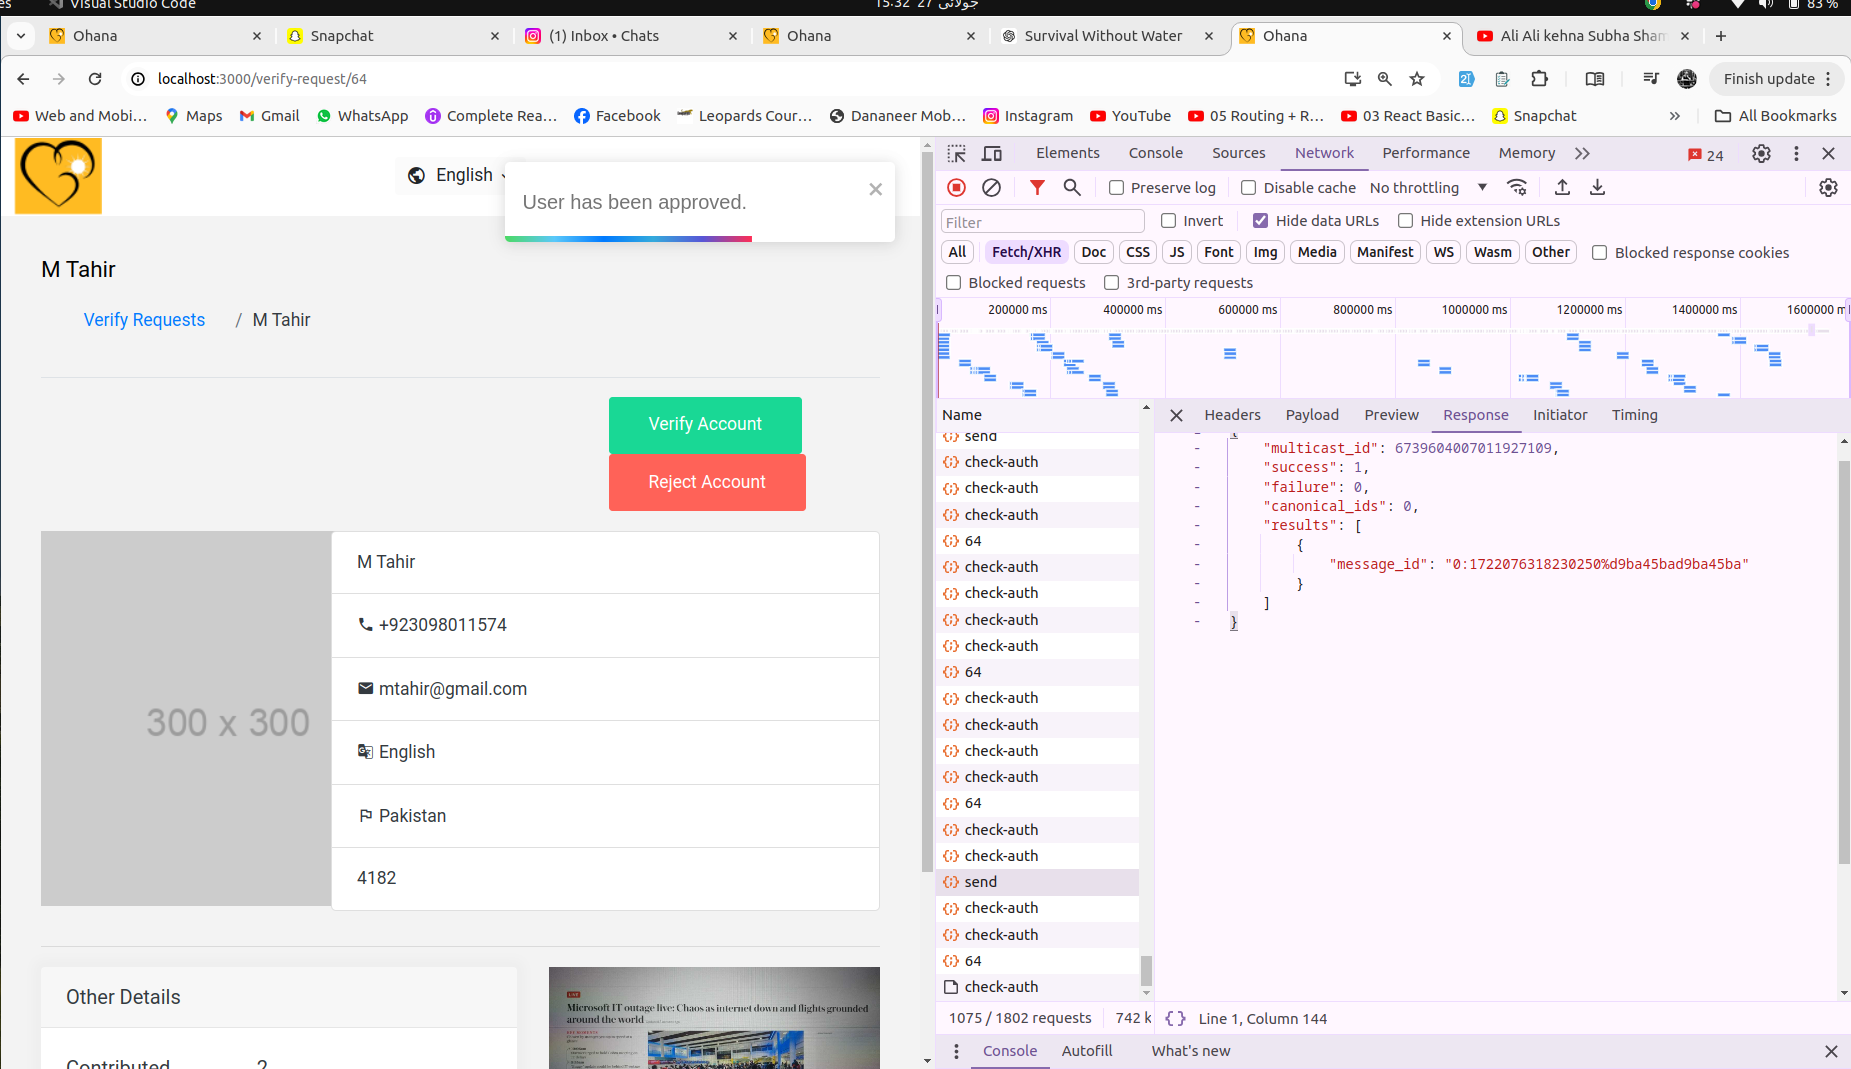 Visual Studio Code
15:32 27 جولائی
83 %
Ohana
Snapchat
(1) Inbox • Chats
Ohana
Survival Without Water
Ohana
Ali Ali kehna Subha Sham
localhost:3000/verify-request/64
Finish update
Web and Mobi...
Maps
Gmail
WhatsApp
Complete Rea...
Facebook
Leopards Cour...
Dananeer Mob...
Instagram
YouTube
05 Routing + R...
03 React Basic...
Snapchat
All Bookmarks
English
User has been approved.
M Tahir
Verify Requests / M Tahir
Verify Account
Reject Account
300 x 300
M Tahir
+923098011574
mtahir@gmail.com
English
Pakistan
4182
Other Details
Contributed 2
LIVE
Microsoft IT outage live: Chaos as internet down and flights grounded
around the world
KEY MOMENTS
Elements Console Sources Network Performance Memory 24
Preserve log Disable cache No throttling
Filter Invert Hide data URLs Hide extension URLs
All Fetch/XHR Doc CSS JS Font Img Media Manifest WS Wasm Other Blocked response cookies
Blocked requests 3rd-party requests
200000 ms 400000 ms 600000 ms 800000 ms 1000000 ms 1200000 ms 1400000 ms 1600000 m
Name
send
check-auth
check-auth
check-auth
64
check-auth
check-auth
check-auth
check-auth
64
check-auth
check-auth
check-auth
check-auth
64
check-auth
check-auth
send
check-auth
check-auth
64
check-auth
Headers Payload Preview Response Initiator Timing
- {
- "multicast_id": 6739604007011927109,
- "success": 1,
- "failure": 0,
- "canonical_ids": 0,
- "results": [
- {
- "message_id": "0:1722076318230250%d9ba45bad9ba45ba"
- }
- ]
- }
1075 / 1802 requests 742 k
{ } Line 1, Column 144
Console Autofill What's new